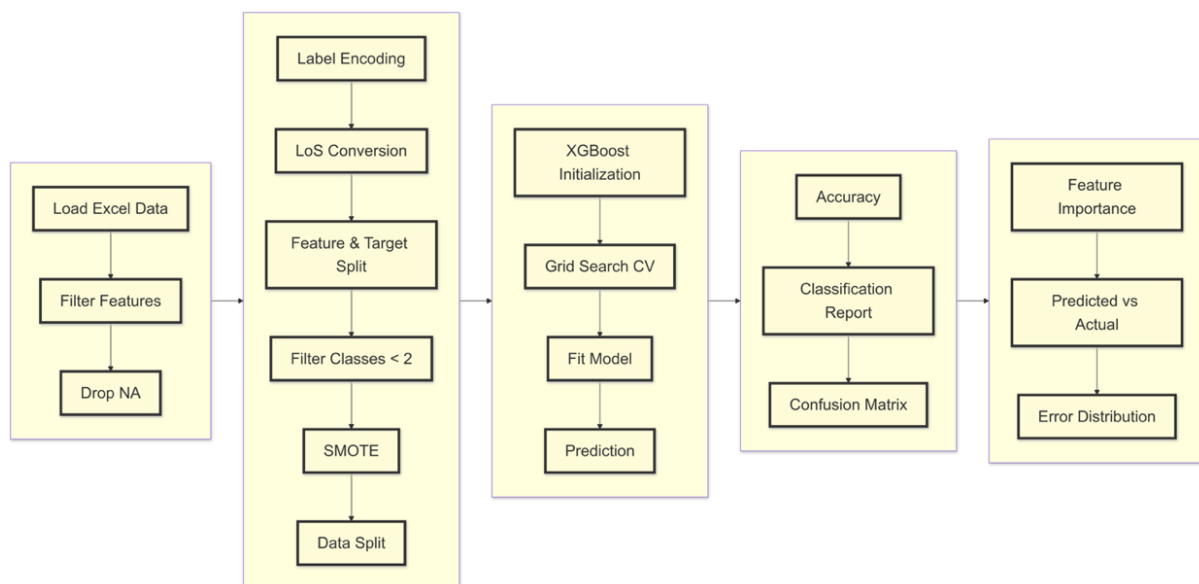 Load Excel Data
Filter Features
Drop NA
Label Encoding
LoS Conversion
Feature & Target
Split
Filter Classes < 2
SMOTE
Data Split
XGBoost
Initialization
Grid Search CV
Fit Model
Prediction
Accuracy
Classification
Report
Confusion Matrix
Feature
Importance
Predicted vs
Actual
Error Distribution